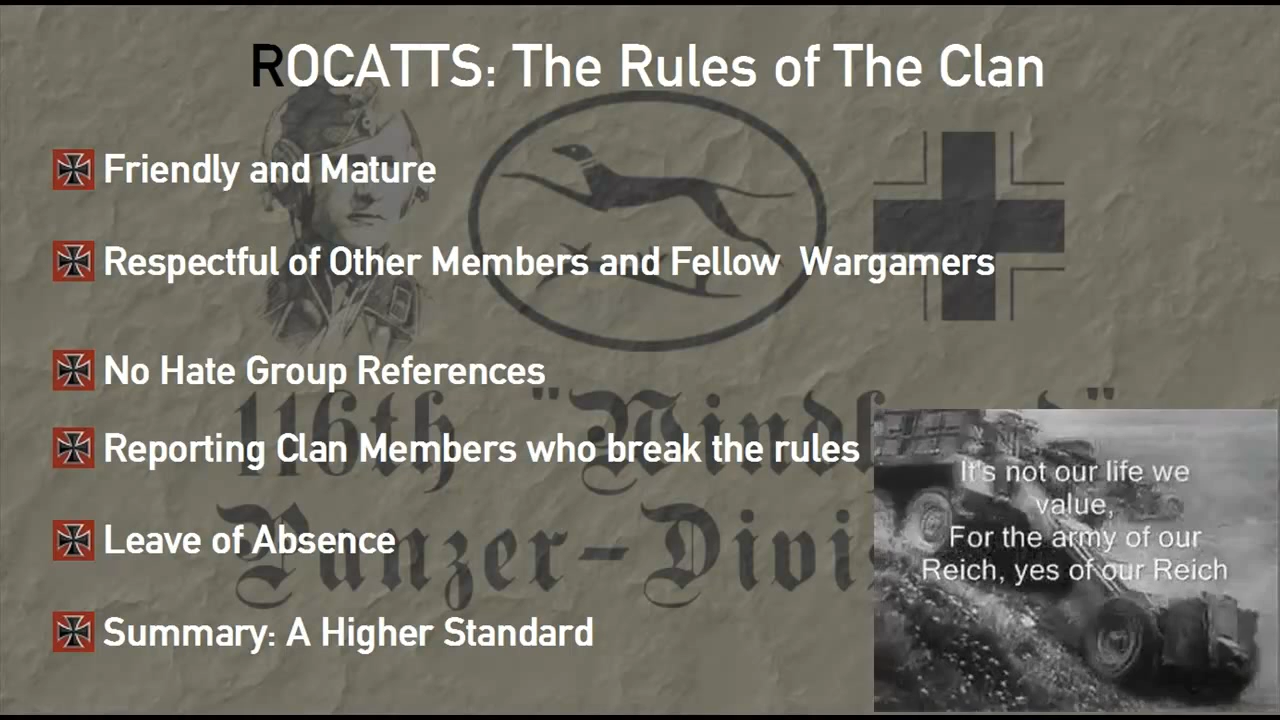 ROCATTS: The Rules of The Clan
Friendly and Mature
Respectful of Other Members and Fellow Wargamers
No Hate Group References
116th "Wind
Reporting Clan Members who break the rules
Leave of Absence
Panzer-Divi
Summary: A Higher Standard
It's not our life we
value,
For the army of our
Reich, yes of our Reich